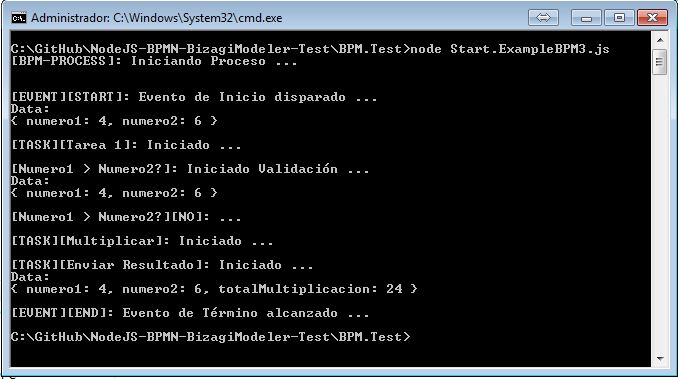 Administrador: C:\Windows\System32\cmd.exe
C:\GitHub\NodeJS-BPMN-BizagiModeler-Test\BPM.Test>node Start.ExampleBPM3.js
[BPM-PROCESS]: Iniciando Proceso ...
[EVENT][START]: Evento de Inicio disparado ...
Data:
{ numero1: 4, numero2: 6 }
[TASK][Tarea 1]: Iniciado ...
[Numero1 > Numero2?]: Iniciado Validación ...
Data:
{ numero1: 4, numero2: 6 }
[Numero1 > Numero2?][NO]: ...
[TASK][Multiplicar]: Iniciado ...
[TASK][Enviar Resultado]: Iniciado ...
Data:
{ numero1: 4, numero2: 6, totalMultiplicacion: 24 }
[EVENT][END]: Evento de Término alcanzado ...
C:\GitHub\NodeJS-BPMN-BizagiModeler-Test\BPM.Test>